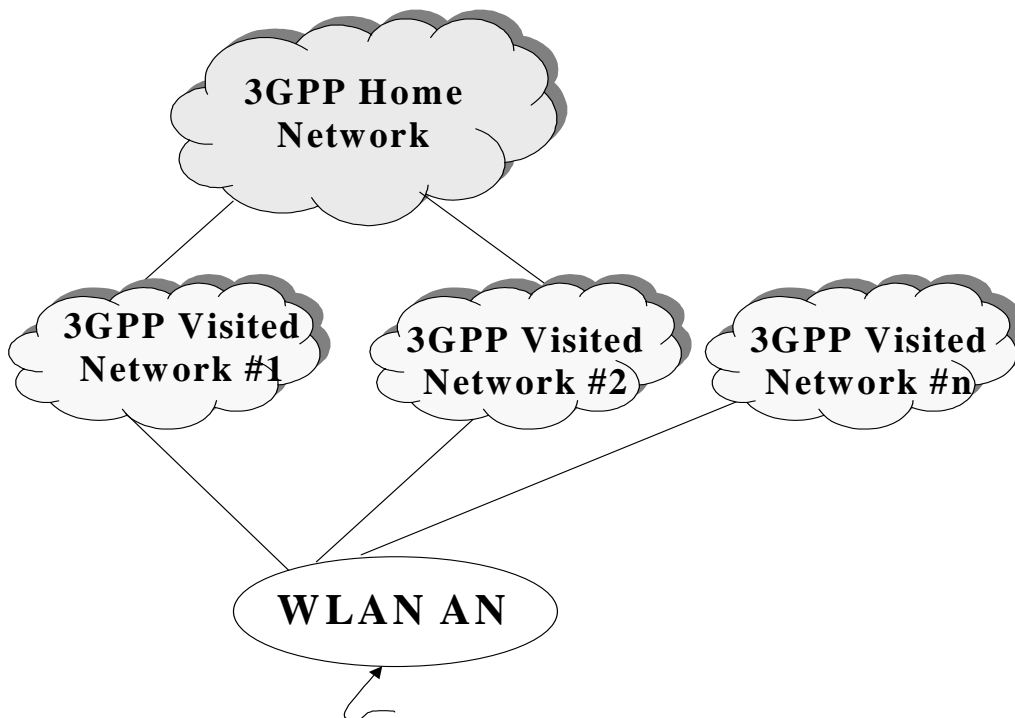 3GPP Home
Network
3GPP Visited
Network #1
3GPP Visited
Network #2
3GPP Visited
Network #n
WLAN AN